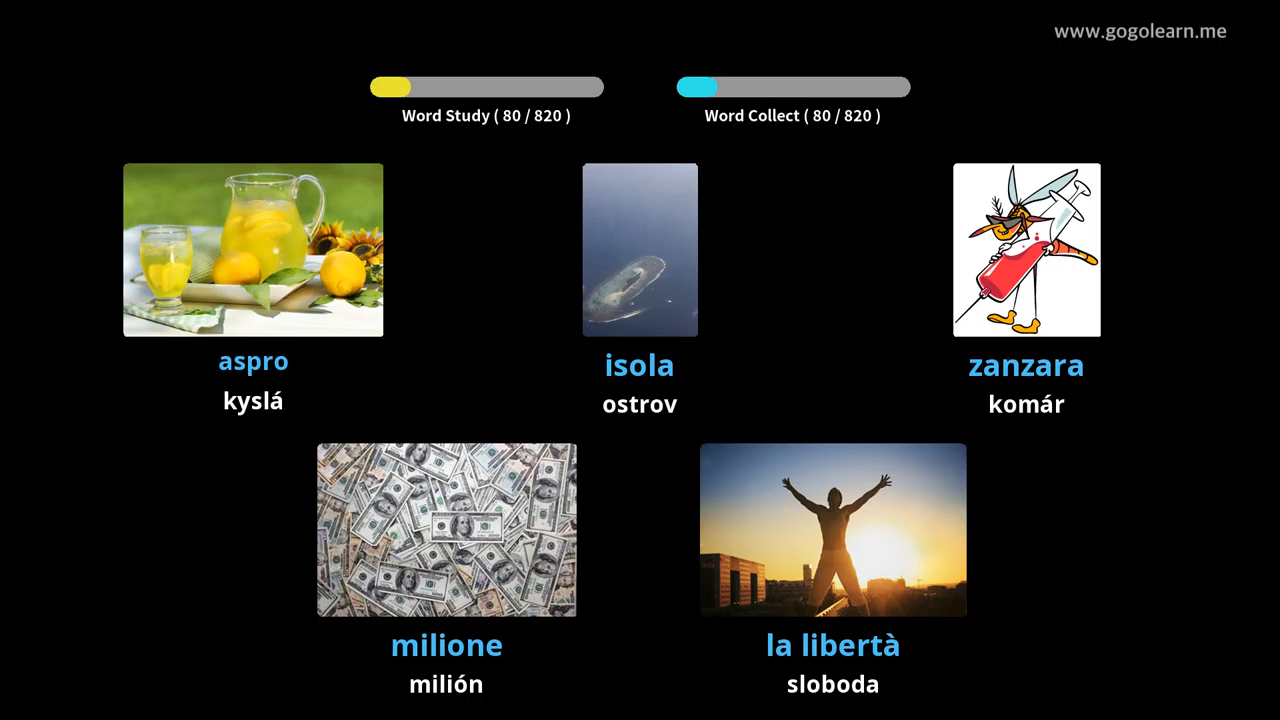 www.gogolearn.me
Word Study ( 80 / 820 )
Word Collect ( 80 / 820 )
aspro
kyslá
isola
ostrov
zanzara
komár
milione
milión
la libertà
sloboda